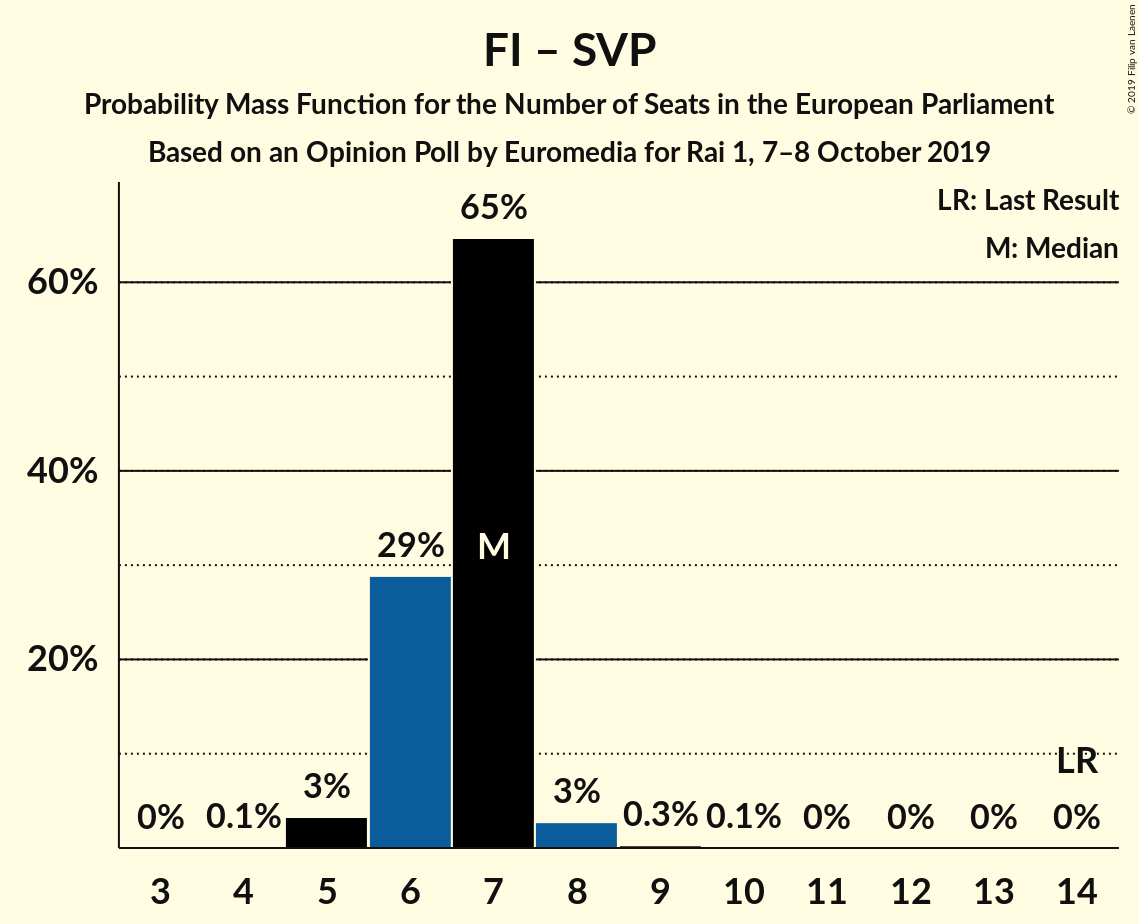 FI – SVP
Probability Mass Function for the Number of Seats in the European Parliament
Based on an Opinion Poll by Euromedia for Rai 1, 7–8 October 2019
© 2019 Filip van Laenen
LR: Last Result
M: Median
60%
40%
20%
0%
0.1%
3%
29%
65%
M
3%
0.3%
0.1%
0%
0%
0%
LR
0%
3 4 5 6 7 8 9 10 11 12 13 14